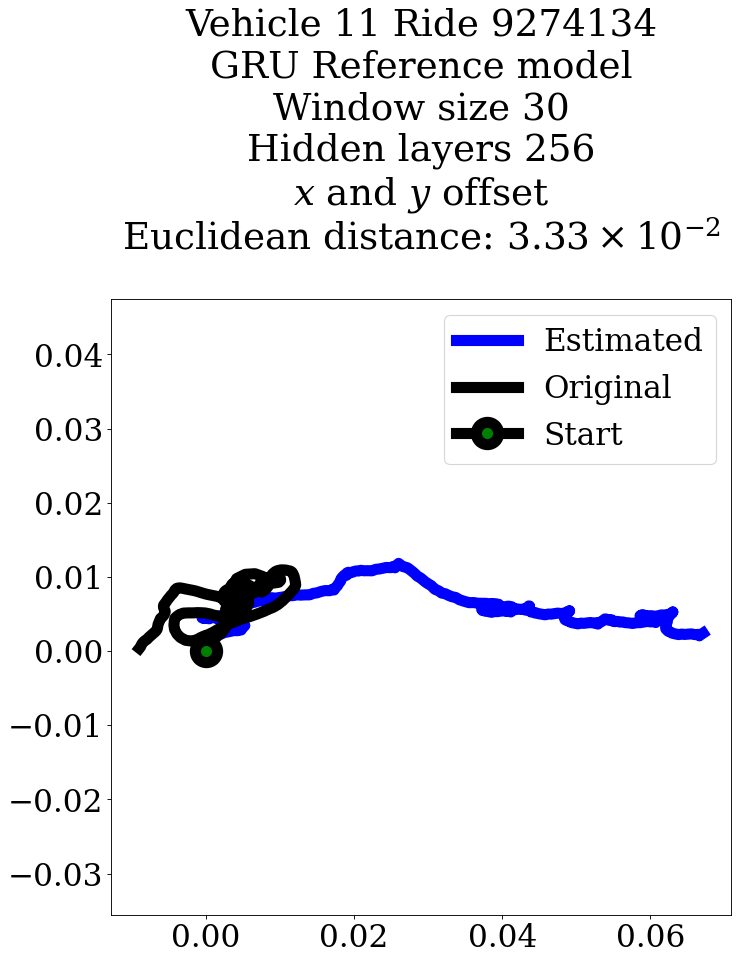 Vehicle 11 Ride 9274134
GRU Reference model
Window size 30
Hidden layers 256
x and y offset
Euclidean distance: 3.33 × 10⁻²
Estimated
Original
Start
0.04
0.03
0.02
0.01
0.00
−0.01
−0.02
−0.03
0.00 0.02 0.04 0.06